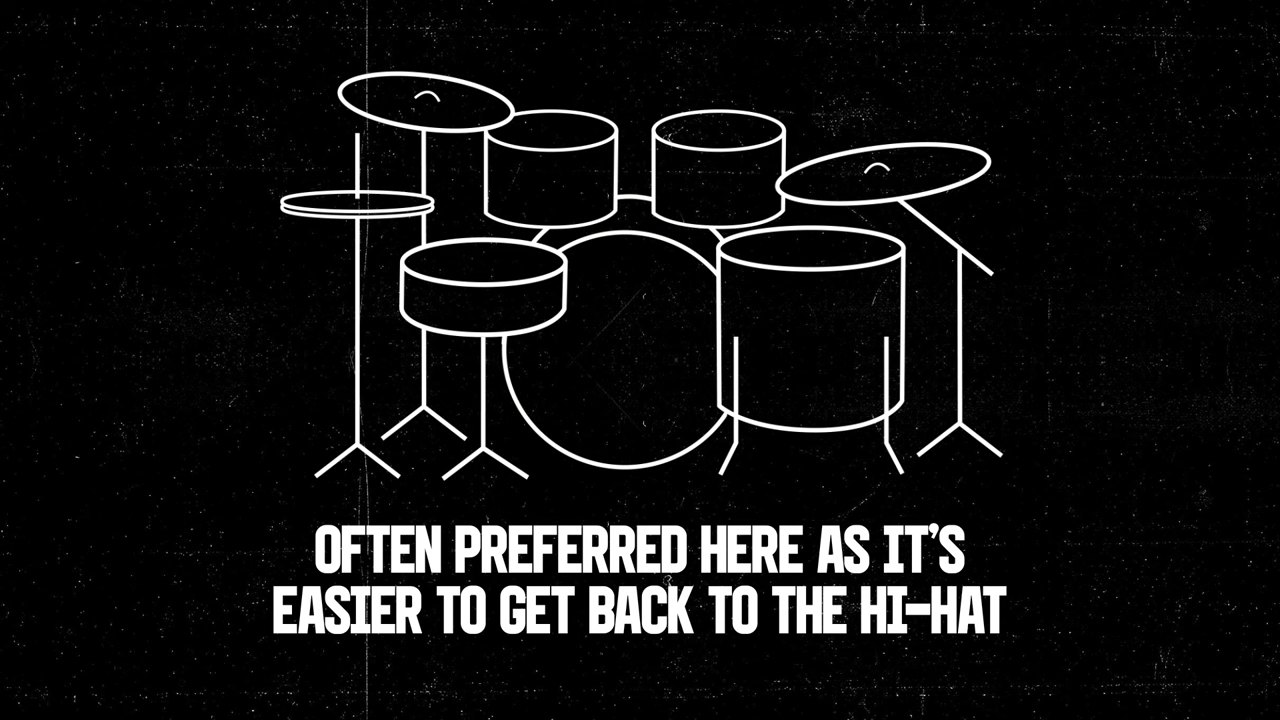 OFTEN PREFERRED HERE AS IT’S
EASIER TO GET BACK TO THE HI-HAT